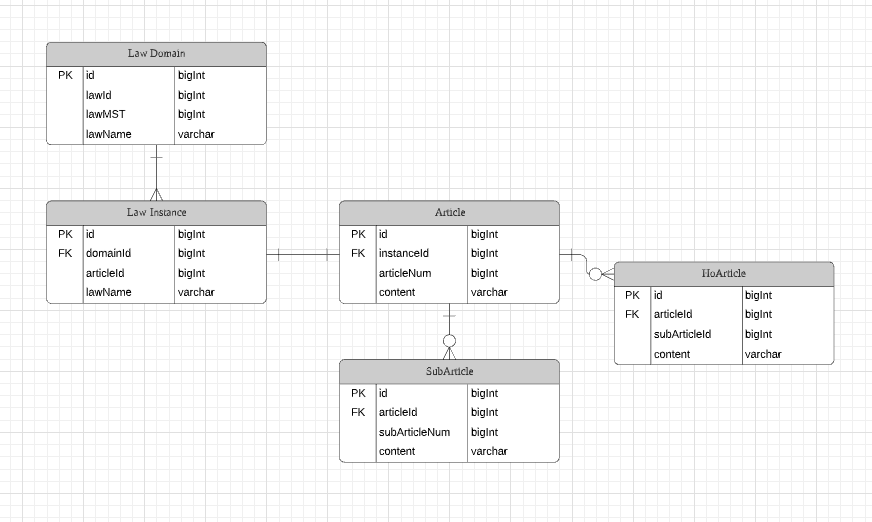 Law Domain
PK id bigInt
lawId bigInt
lawMST bigInt
lawName varchar
Law Instance
PK id bigInt
FK domainId bigInt
articleId bigInt
lawName varchar
Article
PK id bigInt
FK instanceId bigInt
articleNum bigInt
content varchar
HoArticle
PK id bigInt
FK articleId bigInt
subArticleId bigInt
content varchar
SubArticle
PK id bigInt
FK articleId bigInt
subArticleNum bigInt
content varchar